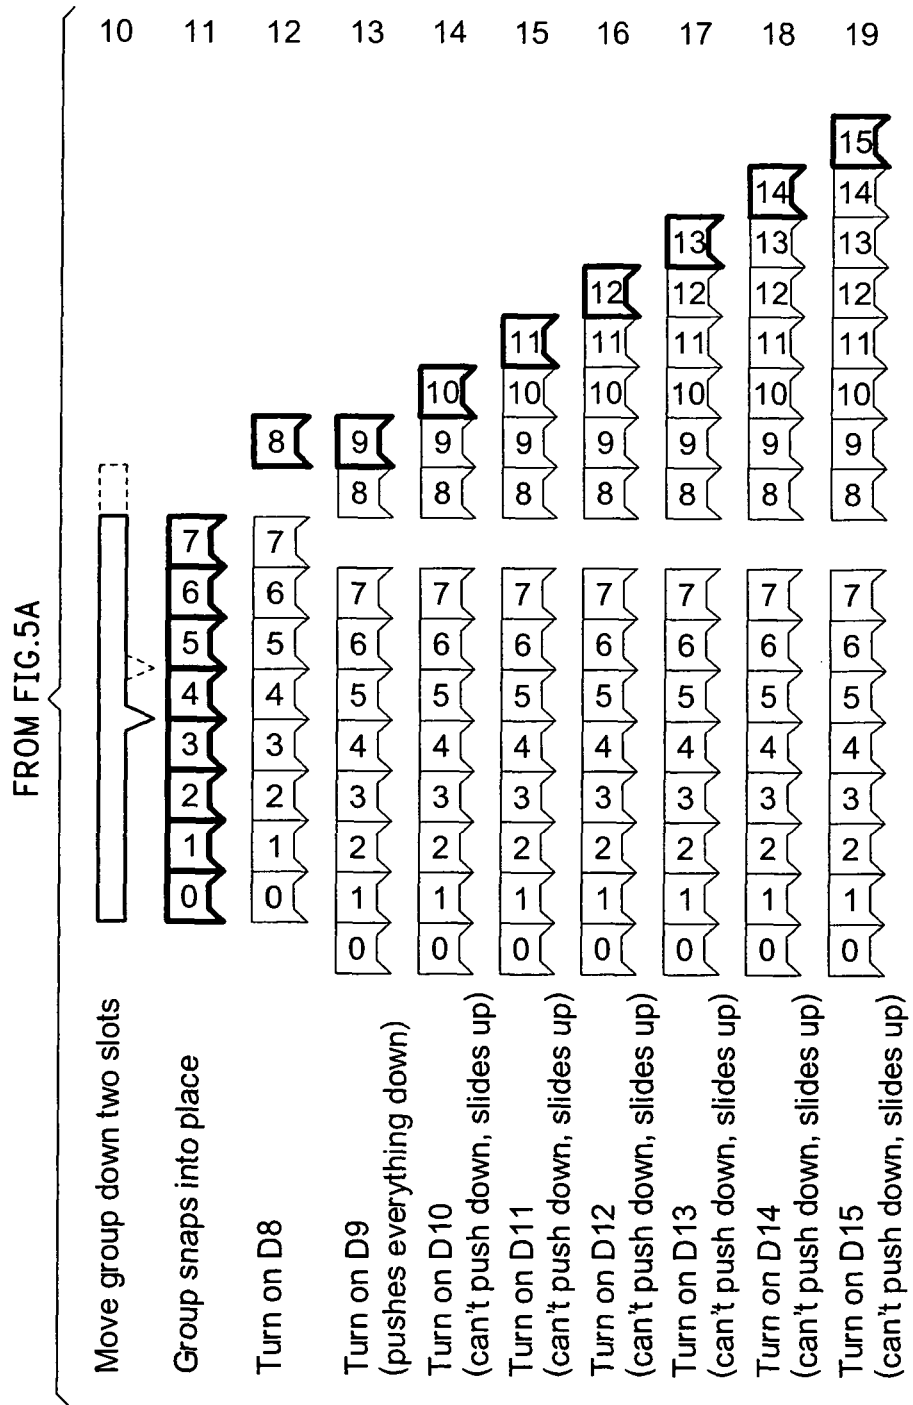 FROM FIG.5A
Move group down two slots
10
Group snaps into place
0 1 2 3 4 5 6 7
11
Turn on D8
0 1 2 3 4 5 6 7 8
12
Turn on D9
(pushes everything down)
0 1 2 3 4 5 6 7 8 9
13
Turn on D10
(can't push down, slides up)
0 1 2 3 4 5 6 7 8 9 10
14
Turn on D11
(can't push down, slides up)
0 1 2 3 4 5 6 7 8 9 10 11
15
Turn on D12
(can't push down, slides up)
0 1 2 3 4 5 6 7 8 9 10 11 12
16
Turn on D13
(can't push down, slides up)
0 1 2 3 4 5 6 7 8 9 10 11 12 13
17
Turn on D14
(can't push down, slides up)
0 1 2 3 4 5 6 7 8 9 10 11 12 13 14
18
Turn on D15
(can't push down, slides up)
0 1 2 3 4 5 6 7 8 9 10 11 12 13 14 15
19